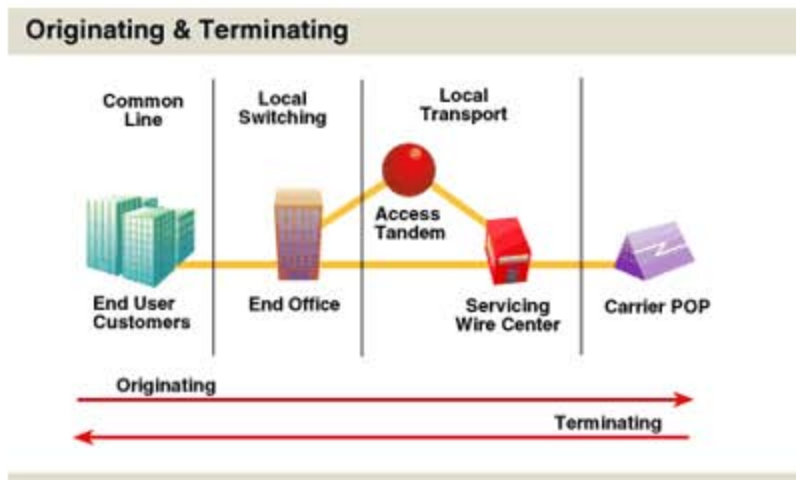 Originating & Terminating
Common
Line
Local
Switching
Local
Transport
Access
Tandem
End User
Customers
End Office
Servicing
Wire Center
Carrier POP
Originating
Terminating